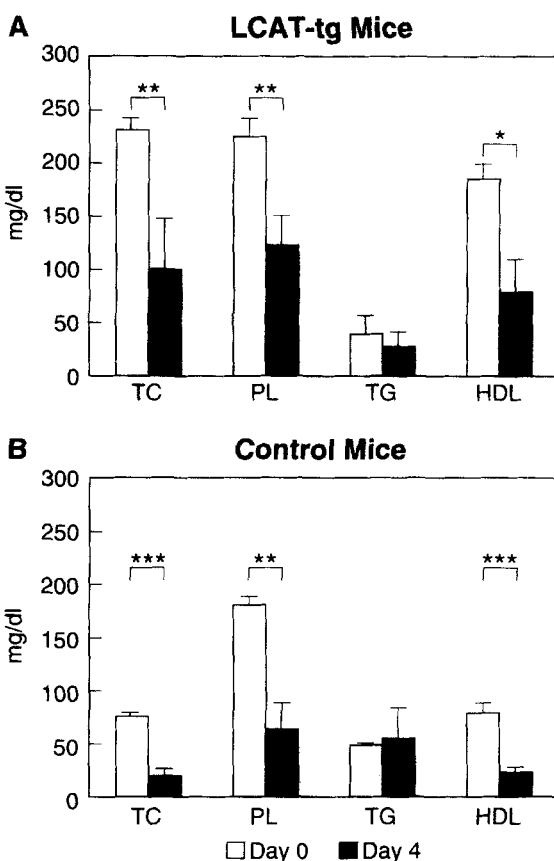 A LCAT-tg Mice
300
250
200
150
100
50
0
mg/dl
** ** *
TC PL TG HDL
B Control Mice
300
250
200
150
100
50
0
mg/dl
*** ** ***
TC PL TG HDL
Day 0 Day 4